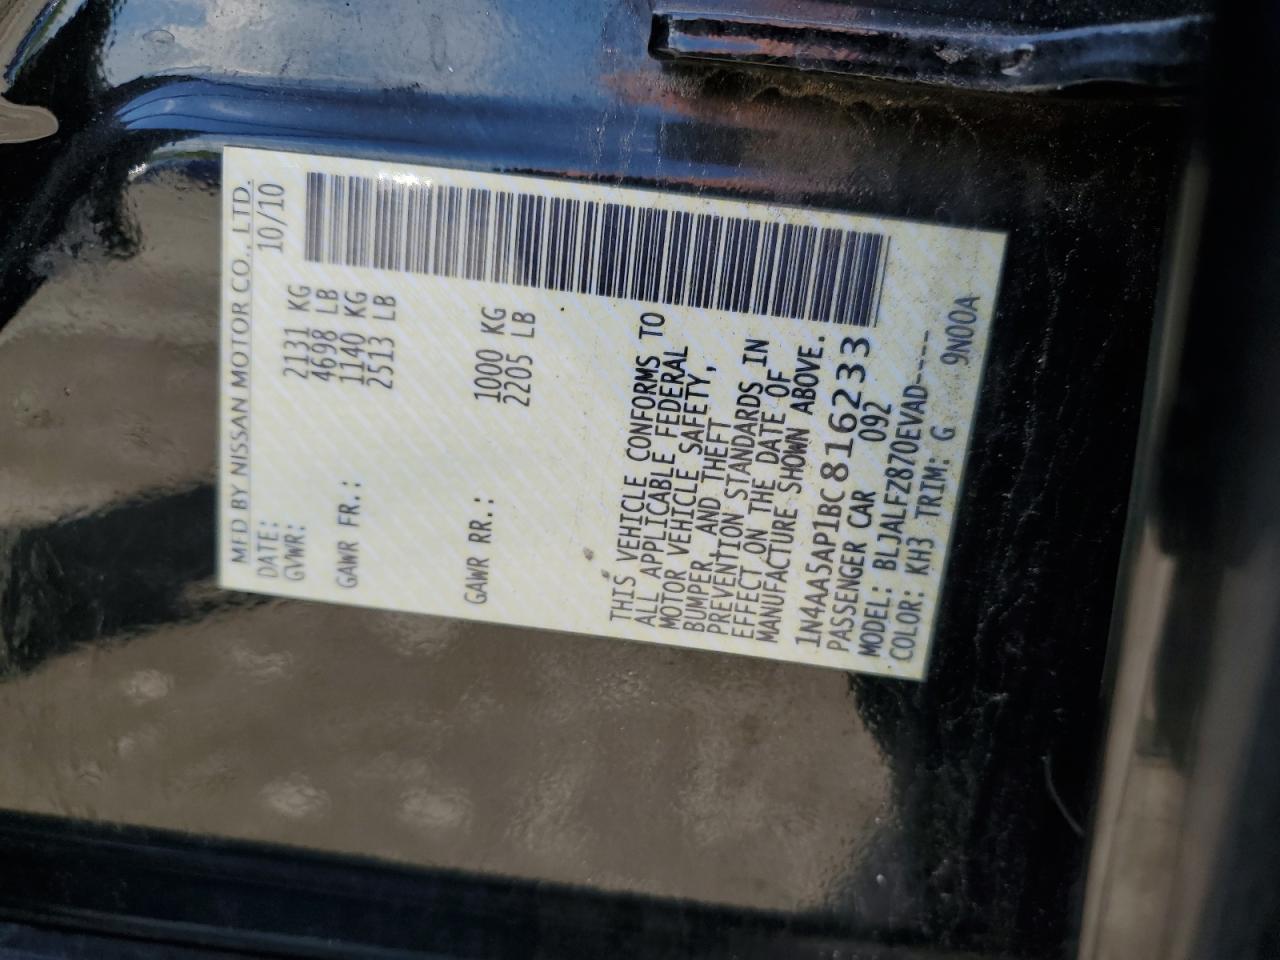 MFD BY NISSAN MOTOR CO., LTD.
DATE: 10/10
GVWR: 2131 KG
4698 LB
GAWR FR.: 1140 KG
2513 LB
GAWR RR.: 1000 KG
2205 LB
THIS VEHICLE CONFORMS TO
ALL APPLICABLE FEDERAL
MOTOR VEHICLE SAFETY,
BUMPER AND THEFT
PREVENTION STANDARDS IN
EFFECT ON THE DATE OF
MANUFACTURE SHOWN ABOVE.
1N4AA5AP1BC816233
PASSENGER CAR 092
MODEL: BLJALFZ870EVAD-----
COLOR: KH3 TRIM: G 9N00A